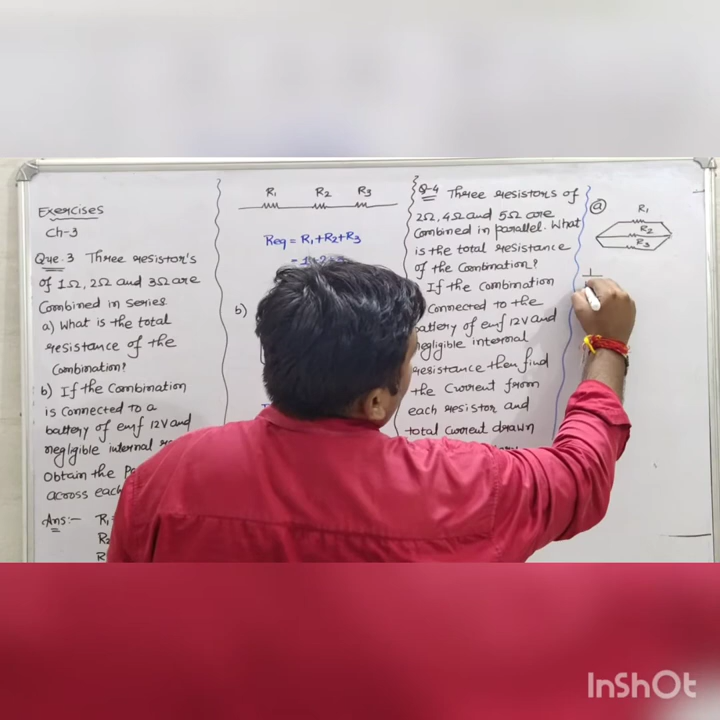 Exercises
Ch-3
Que.3 Three resistor's
of 1Ω, 2Ω and 3Ω are
Combined in series
a) What is the total
resistance of the
Combination?
b) If the Combination
is connected to a
battery of emf 12V and
negligible internal
Obtain the
across each
Ans:- R₁
R₂
R₁ R₂ R₃
Req = R₁+R₂+R₃
= 1+2+3
b)
Q-4 Three resistors of
2Ω, 4Ω and 5Ω are
Combined in parallel. What
is the total resistance
of the Combination?
If the combination
Connected to the
battery of emf 12V and
negligible internal
resistance then find
the Current from
each resistor and
total Current drawn
a
R₁
R₂
R₃
InShOt